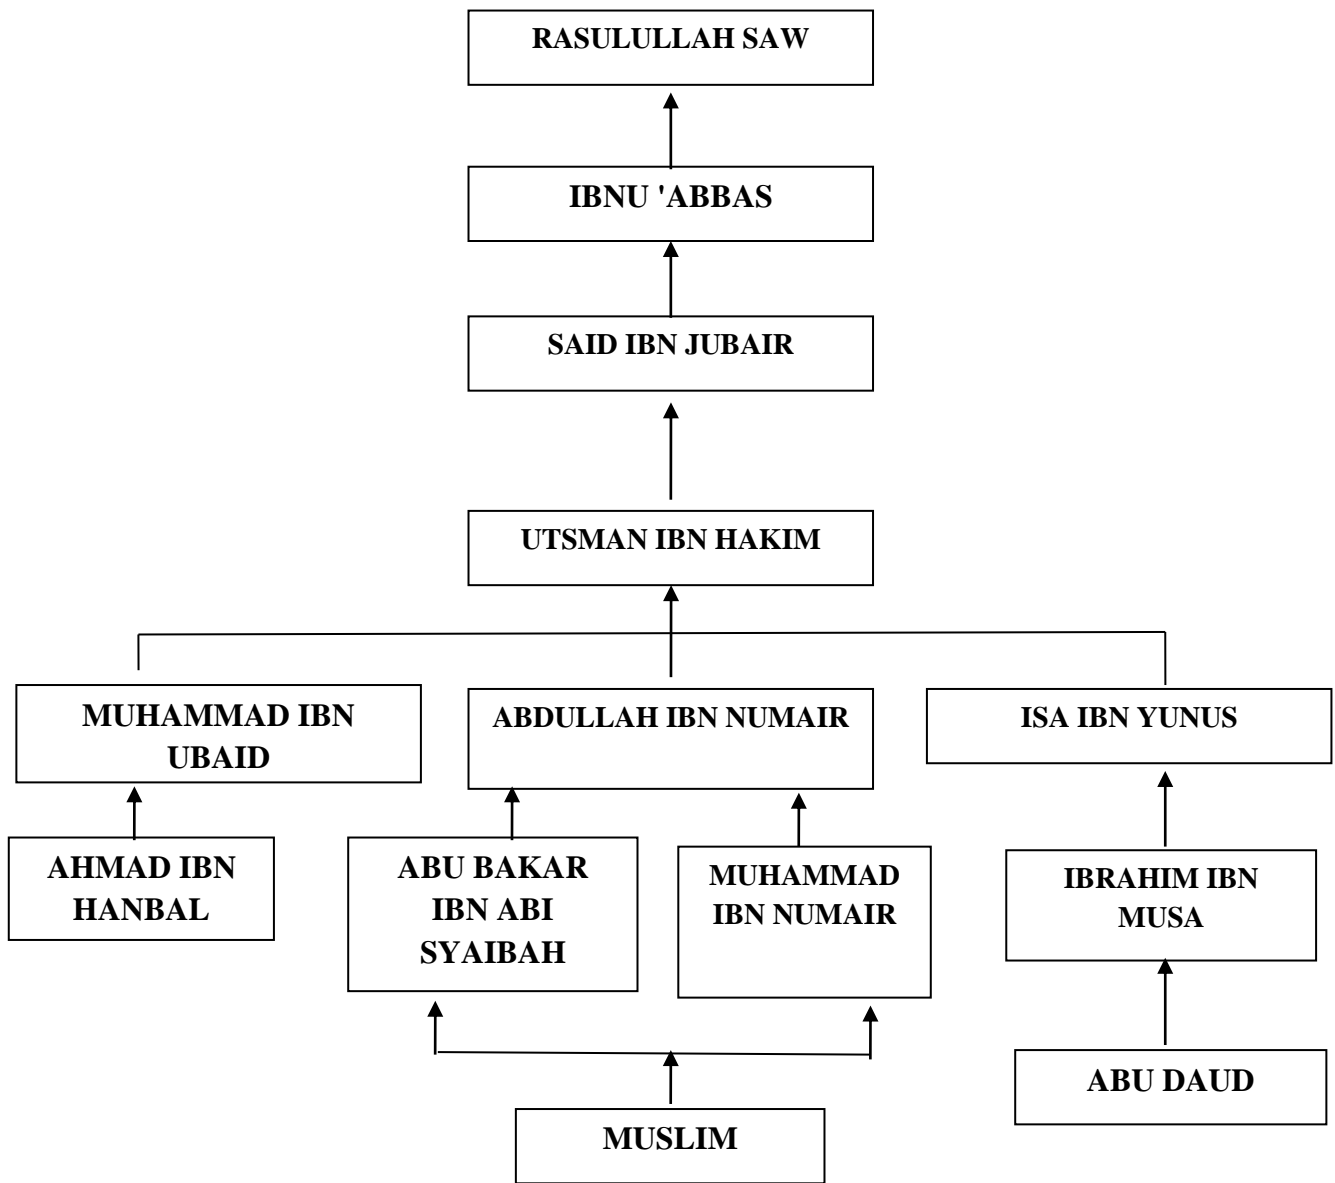 RASULULLAH SAW
IBNU 'ABBAS
SAID IBN JUBAIR
UTSMAN IBN HAKIM
MUHAMMAD IBN
UBAID
ABDULLAH IBN NUMAIR
ISA IBN YUNUS
AHMAD IBN
HANBAL
ABU BAKAR
IBN ABI
SYAIBAH
MUHAMMAD
IBN NUMAIR
IBRAHIM IBN
MUSA
ABU DAUD
MUSLIM